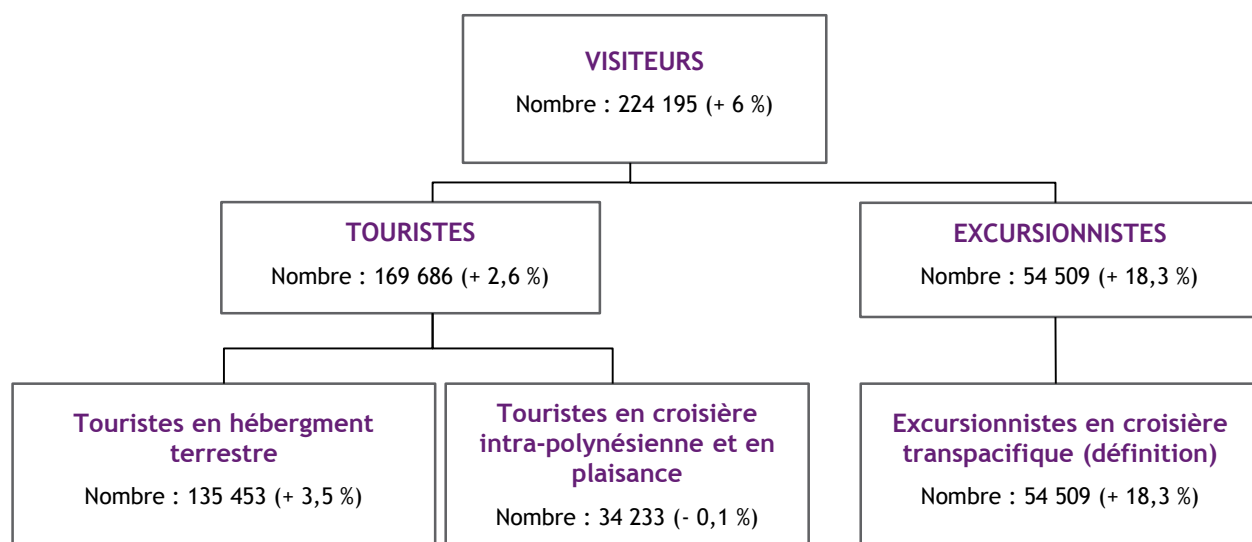 VISITEURS
Nombre : 224 195 (+ 6 %)
TOURISTES
Nombre : 169 686 (+ 2,6 %)
EXCURSIONNISTES
Nombre : 54 509 (+ 18,3 %)
Touristes en hébergment
terrestre
Nombre : 135 453 (+ 3,5 %)
Touristes en croisière
intra-polynésienne et en
plaisance
Nombre : 34 233 (- 0,1 %)
Excursionnistes en croisière
transpacifique (définition)
Nombre : 54 509 (+ 18,3 %)